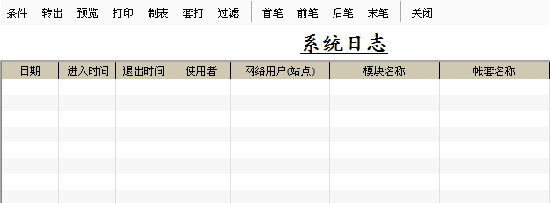 条件 转出 预览 打印 制表 套打 过滤 首笔 前笔 后笔 末笔 关闭
系统日志
日期 进入时间 退出时间 使用者 网络用户(站点) 模块名称 帐套名称